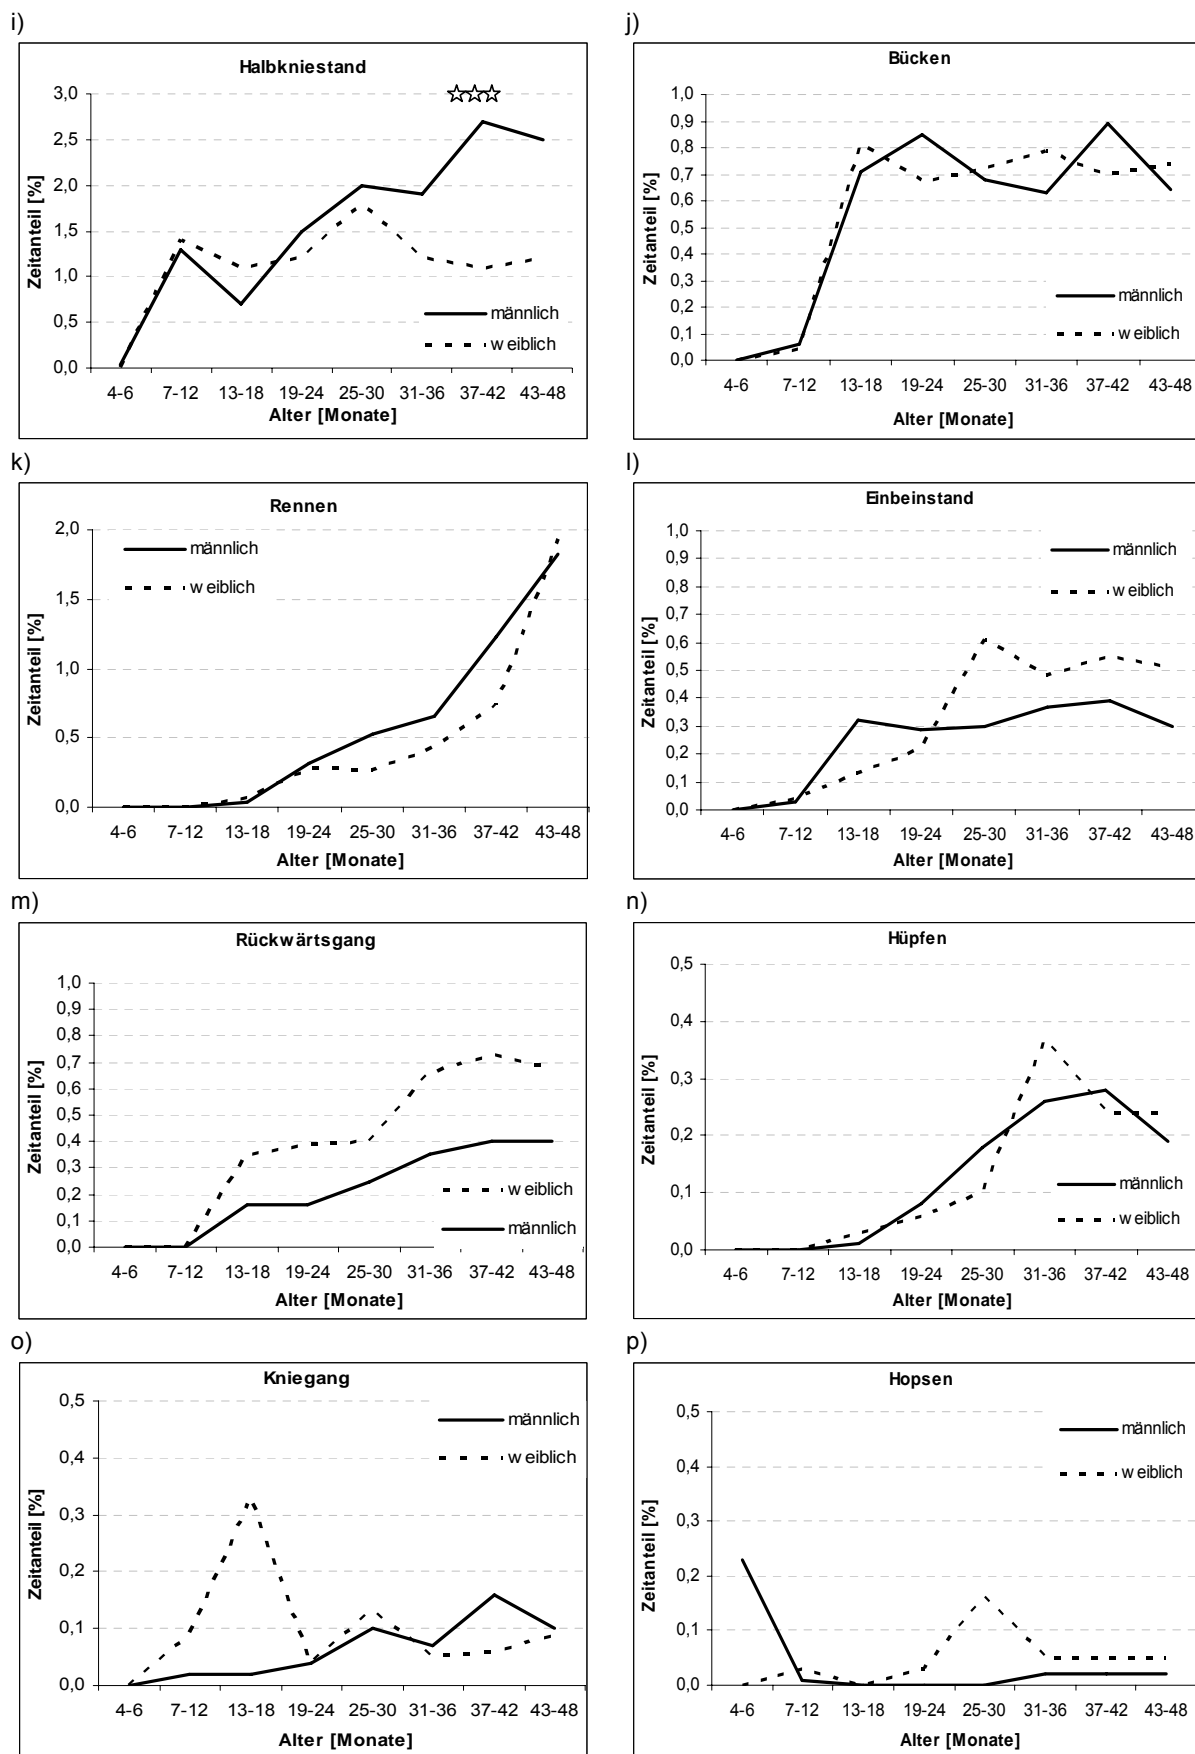 i)
Halbkniestand
3,0
2,5
2,0
1,5
1,0
0,5
0,0
Zeitanteil [%]
männlich
weiblich
4-6 7-12 13-18 19-24 25-30 31-36 37-42 43-48
Alter [Monate]
j)
Bücken
1,0
0,9
0,8
0,7
0,6
0,5
0,4
0,3
0,2
0,1
0,0
Zeitanteil [%]
männlich
weiblich
4-6 7-12 13-18 19-24 25-30 31-36 37-42 43-48
Alter [Monate]
k)
Rennen
2,0
1,5
1,0
0,5
0,0
Zeitanteil [%]
männlich
weiblich
4-6 7-12 13-18 19-24 25-30 31-36 37-42 43-48
Alter [Monate]
l)
Einbeinstand
1,0
0,9
0,8
0,7
0,6
0,5
0,4
0,3
0,2
0,1
0,0
Zeitanteil [%]
männlich
weiblich
4-6 7-12 13-18 19-24 25-30 31-36 37-42 43-48
Alter [Monate]
m)
Rückwärtsgang
1,0
0,9
0,8
0,7
0,6
0,5
0,4
0,3
0,2
0,1
0,0
Zeitanteil [%]
weiblich
männlich
4-6 7-12 13-18 19-24 25-30 31-36 37-42 43-48
Alter [Monate]
n)
Hüpfen
0,5
0,4
0,3
0,2
0,1
0,0
Zeitanteil [%]
männlich
weiblich
4-6 7-12 13-18 19-24 25-30 31-36 37-42 43-48
Alter [Monate]
o)
Kniegang
0,5
0,4
0,3
0,2
0,1
0,0
Zeitanteil [%]
männlich
weiblich
4-6 7-12 13-18 19-24 25-30 31-36 37-42 43-48
Alter [Monate]
p)
Hopsen
0,5
0,4
0,3
0,2
0,1
0,0
Zeitanteil [%]
männlich
weiblich
4-6 7-12 13-18 19-24 25-30 31-36 37-42 43-48
Alter [Monate]